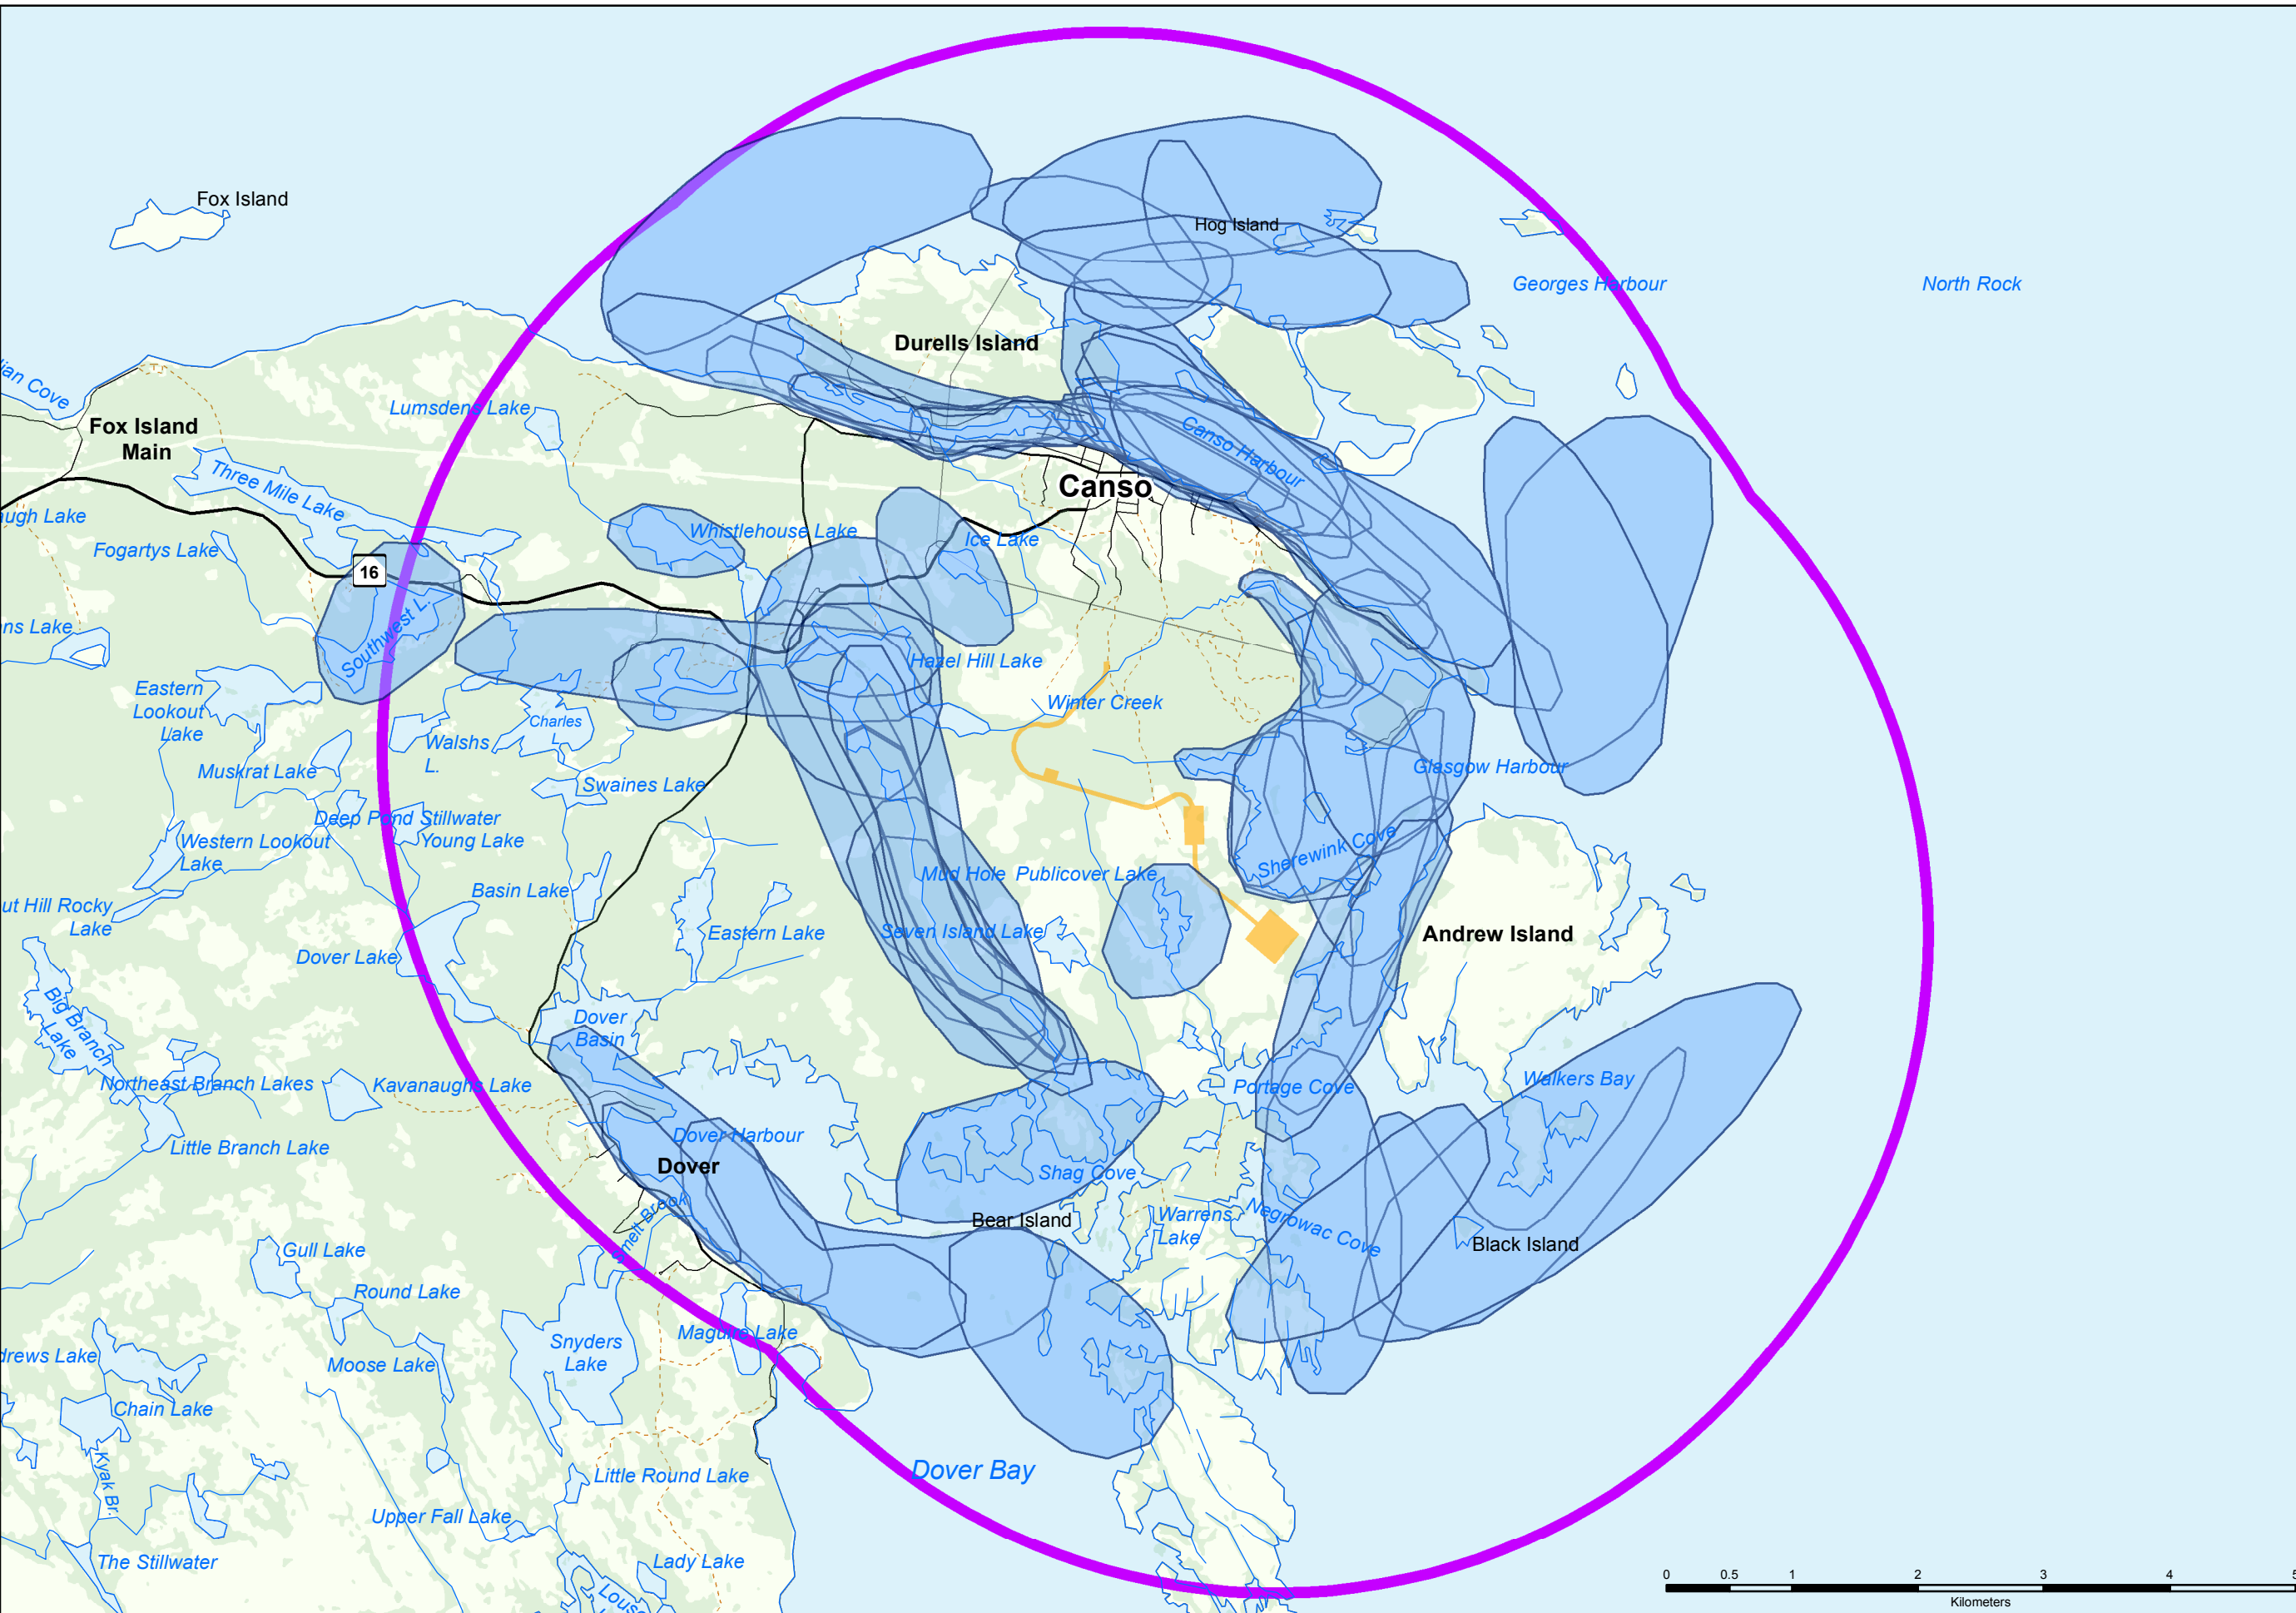 Fox Island
Hog Island
Georges Harbour
North Rock
Durells Island
ian Cove
Lumsdens Lake
Fox Island
Main
Canso Harbour
Three Mile Lake
Canso
ugh Lake
Whistlehouse Lake
Ice Lake
Fogartys Lake
16
Southwest L.
ns Lake
Hazel Hill Lake
Eastern
Lookout
Lake
Winter Creek
Charles
L.
Walshs
L.
Muskrat Lake
Glasgow Harbour
Swaines Lake
Deep Pond Stillwater
Western Lookout
Lake
Young Lake
Sherewink Cove
Mud Hole
Publicover Lake
Basin Lake
ut Hill Rocky
Lake
Eastern Lake
Seven Island Lake
Andrew Island
Dover Lake
Big Branch
Lake
Dover
Basin
Northeast Branch Lakes
Kavanaughs Lake
Portage Cove
Walkers Bay
Little Branch Lake
Dover Harbour
Dover
Shag Cove
Smelt Brook
Bear Island
Warrens
Lake
Negrowac Cove
Black Island
Gull Lake
Round Lake
Maguire Lake
Snyders
Lake
drews Lake
Moose Lake
Chain Lake
Kyak Br.
Dover Bay
Little Round Lake
Upper Fall Lake
The Stillwater
Lady Lake
Louse
0 0.5 1 2 3 4 5
Kilometers